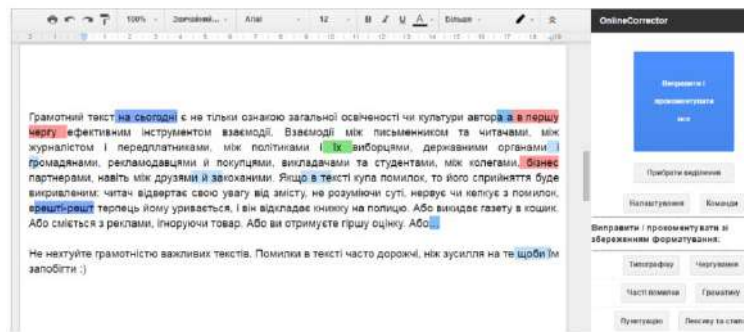 100% Звичайний... Arial 12 B I U A Більше
OnlineCorrector
Виправити і
прокоментувати
все
Прибрати виділення
Налаштування Команди
Виправити і прокоментувати зі
збереженням форматування:
Типографіку Чергування
Часті помилки Граматику
Пунктуацію Лексику та стиль
Грамотний текст на сьогодні є не тільки ознакою загальної освіченості чи культури автора а в першу
чергу ефективним інструментом взаємодії. Взаємодії між письменником та читачами, між
журналістом і передплатниками, між політиками і їх виборцями, державними органами і
громадянами, рекламодавцями й покупцями, викладачами та студентами, між колегами, бізнес
партнерами, навіть між друзями й закоханими. Якщо в тексті купа помилок, то його сприйняття буде
викривленим: читач відвертає свою увагу від змісту, не розуміючи суті, нервує чи кепкує з помилок,
врешті-решт терпець йому уривається, і він відкладає книжку на полицю. Або викидає газету в кошик.
Або сміється з реклами, ігноруючи товар. Або ви отримуєте гіршу оцінку. Або...
Не нехтуйте грамотністю важливих текстів. Помилки в тексті часто дорожчі, ніж зусилля на те щоби їм
запобігти :)